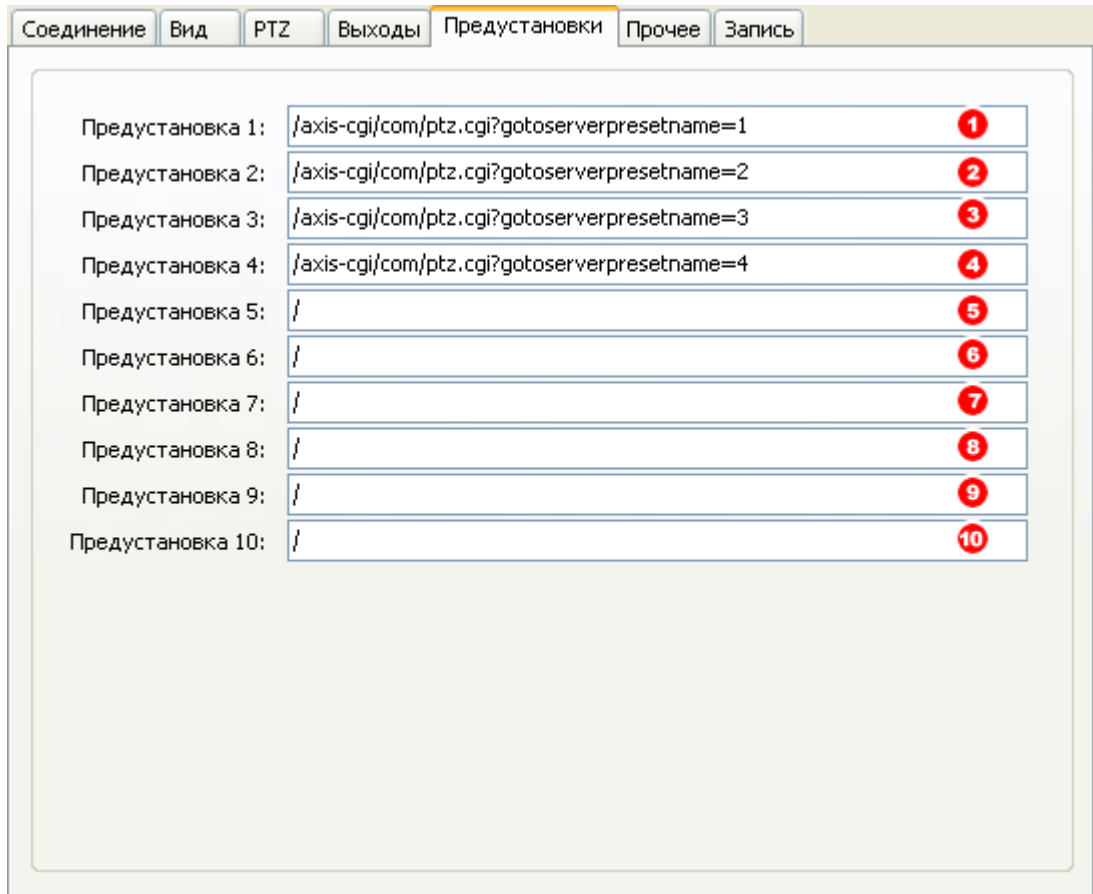 Соединение Вид PTZ Выходы Предустановки Прочее Запись
Предустановка 1: /axis-cgi/com/ptz.cgi?gotoserverpresetname=1 1
Предустановка 2: /axis-cgi/com/ptz.cgi?gotoserverpresetname=2 2
Предустановка 3: /axis-cgi/com/ptz.cgi?gotoserverpresetname=3 3
Предустановка 4: /axis-cgi/com/ptz.cgi?gotoserverpresetname=4 4
Предустановка 5: / 5
Предустановка 6: / 6
Предустановка 7: / 7
Предустановка 8: / 8
Предустановка 9: / 9
Предустановка 10: / 10